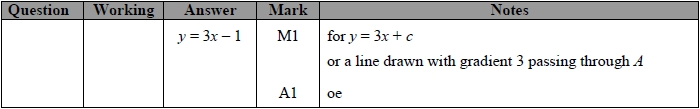 Question Working Answer Mark Notes
y = 3x – 1 M1 for y = 3x + c
or a line drawn with gradient 3 passing through A
A1 oe